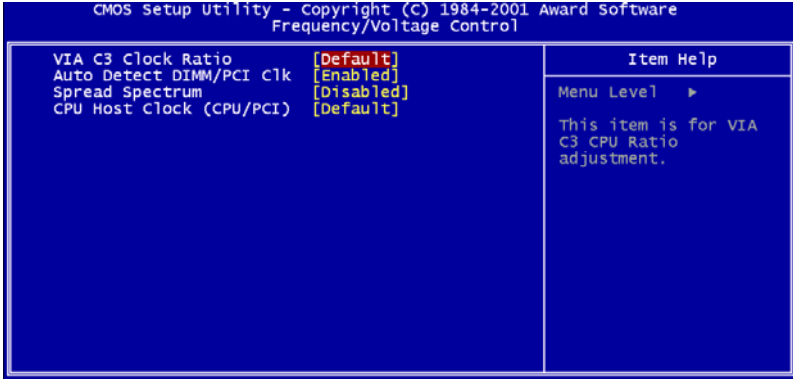 CMOS Setup Utility – Copyright (C) 1984-2001 Award Software
Frequency/Voltage Control
VIA C3 Clock Ratio [Default]
Auto Detect DIMM/PCI Clk [Enabled]
Spread Spectrum [Disabled]
CPU Host Clock (CPU/PCI) [Default]
Item Help
Menu Level ▶
This item is for VIA
C3 CPU Ratio
adjustment.